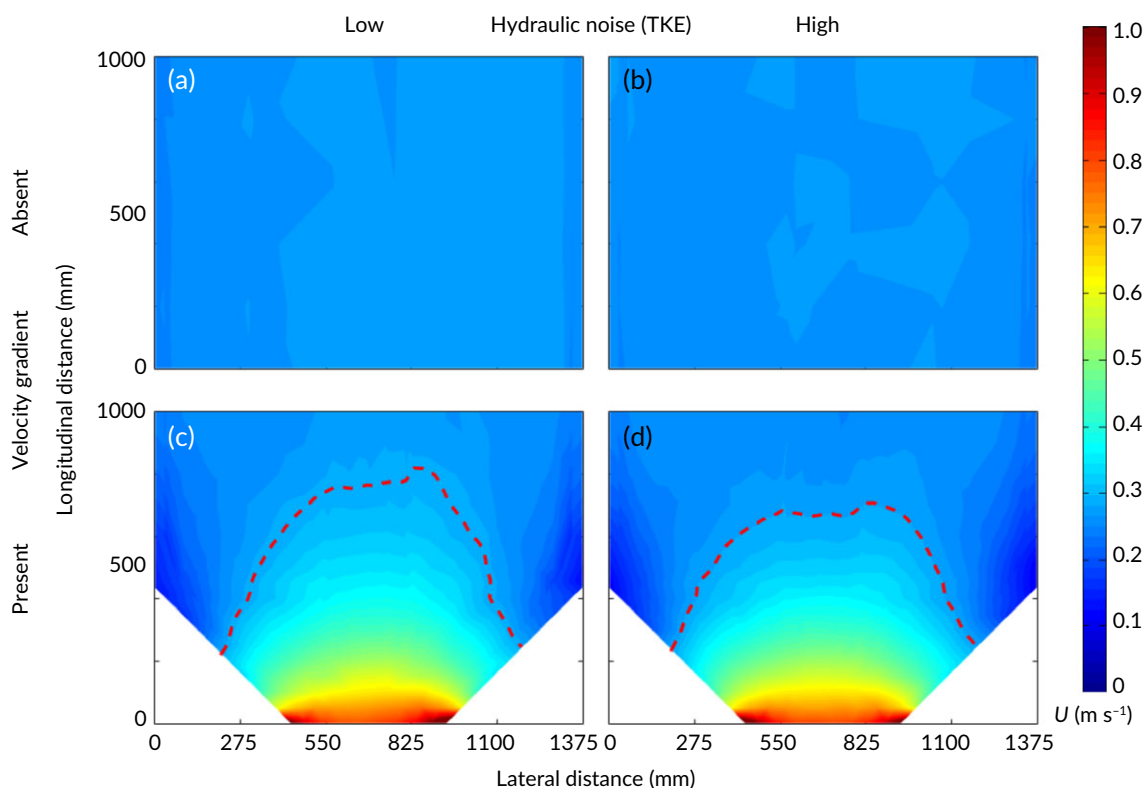 Low Hydraulic noise (TKE) High
1000 (a) (b) 1.0
0.9
0.8
Absent 500 0.7
Longitudinal distance (mm) 0.6
Velocity gradient 0 0.5
1000 (c) (d) 0.4
0.3
Present 500 0.2
0.1
0 0
U (m s⁻¹)
0 275 550 825 1100 1375 0 275 550 825 1100 1375
Lateral distance (mm)